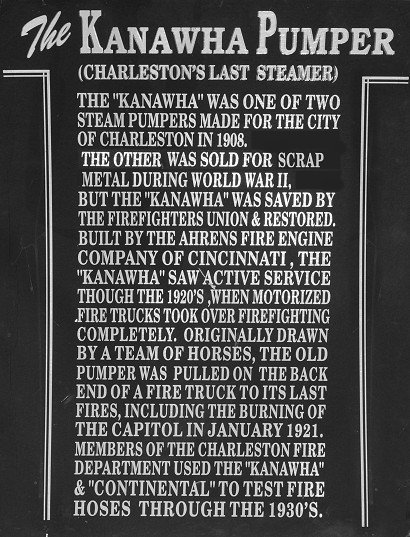 The KANAWHA PUMPER
(CHARLESTON'S LAST STEAMER)
THE "KANAWHA" WAS ONE OF TWO
STEAM PUMPERS MADE FOR THE CITY
OF CHARLESTON IN 1908.
THE OTHER WAS SOLD FOR SCRAP
METAL DURING WORLD WAR II,
BUT THE "KANAWHA" WAS SAVED BY
THE FIREFIGHTERS UNION & RESTORED.
BUILT BY THE AHRENS FIRE ENGINE
COMPANY OF CINCINNATI, THE
"KANAWHA" SAW ACTIVE SERVICE
THOUGH THE 1920'S, WHEN MOTORIZED
FIRE TRUCKS TOOK OVER FIREFIGHTING
COMPLETELY. ORIGINALLY DRAWN
BY A TEAM OF HORSES, THE OLD
PUMPER WAS PULLED ON THE BACK
END OF A FIRE TRUCK TO ITS LAST
FIRES, INCLUDING THE BURNING OF
THE CAPITOL IN JANUARY 1921.
MEMBERS OF THE CHARLESTON FIRE
DEPARTMENT USED THE "KANAWHA"
& "CONTINENTAL" TO TEST FIRE
HOSES THROUGH THE 1930'S.